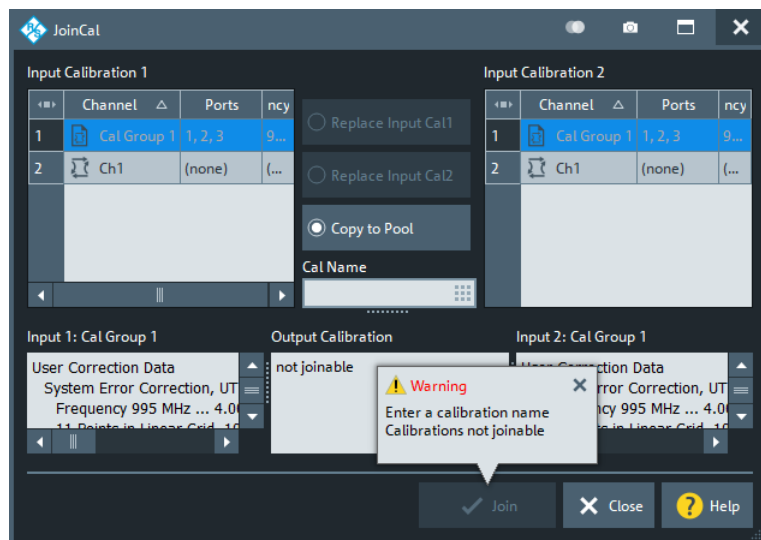 JoinCal
Input Calibration 1
Input Calibration 2
Channel Ports ncy
1 Cal Group 1 1, 2, 3 9...
2 Ch1 (none) (...
Replace Input Cal1
Replace Input Cal2
Copy to Pool
Cal Name
Channel Ports ncy
1 Cal Group 1 1, 2, 3 9...
2 Ch1 (none) (...
Input 1: Cal Group 1
Output Calibration
Input 2: Cal Group 1
User Correction Data
System Error Correction, UT
Frequency 995 MHz ... 4.0
not joinable
Warning
Enter a calibration name
Calibrations not joinable
Data
rror Correction, UT
ncy 995 MHz ... 4.0
Join
Close
? Help